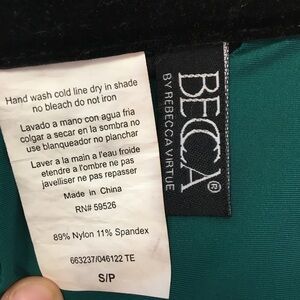 Hand wash cold line dry in shade
no bleach do not iron
Lavado a mano con agua fria
colgar a secar en la sombra no
use blanqueador no planchar
Laver a la main a l'eau froide
etendre a l'ombre ne pas
javelliser ne pas repasser
Made in China
RN# 59526
89% Nylon 11% Spandex
663237/046122 TE
S/P
BECCA®
BY REBECCA VIRTUE